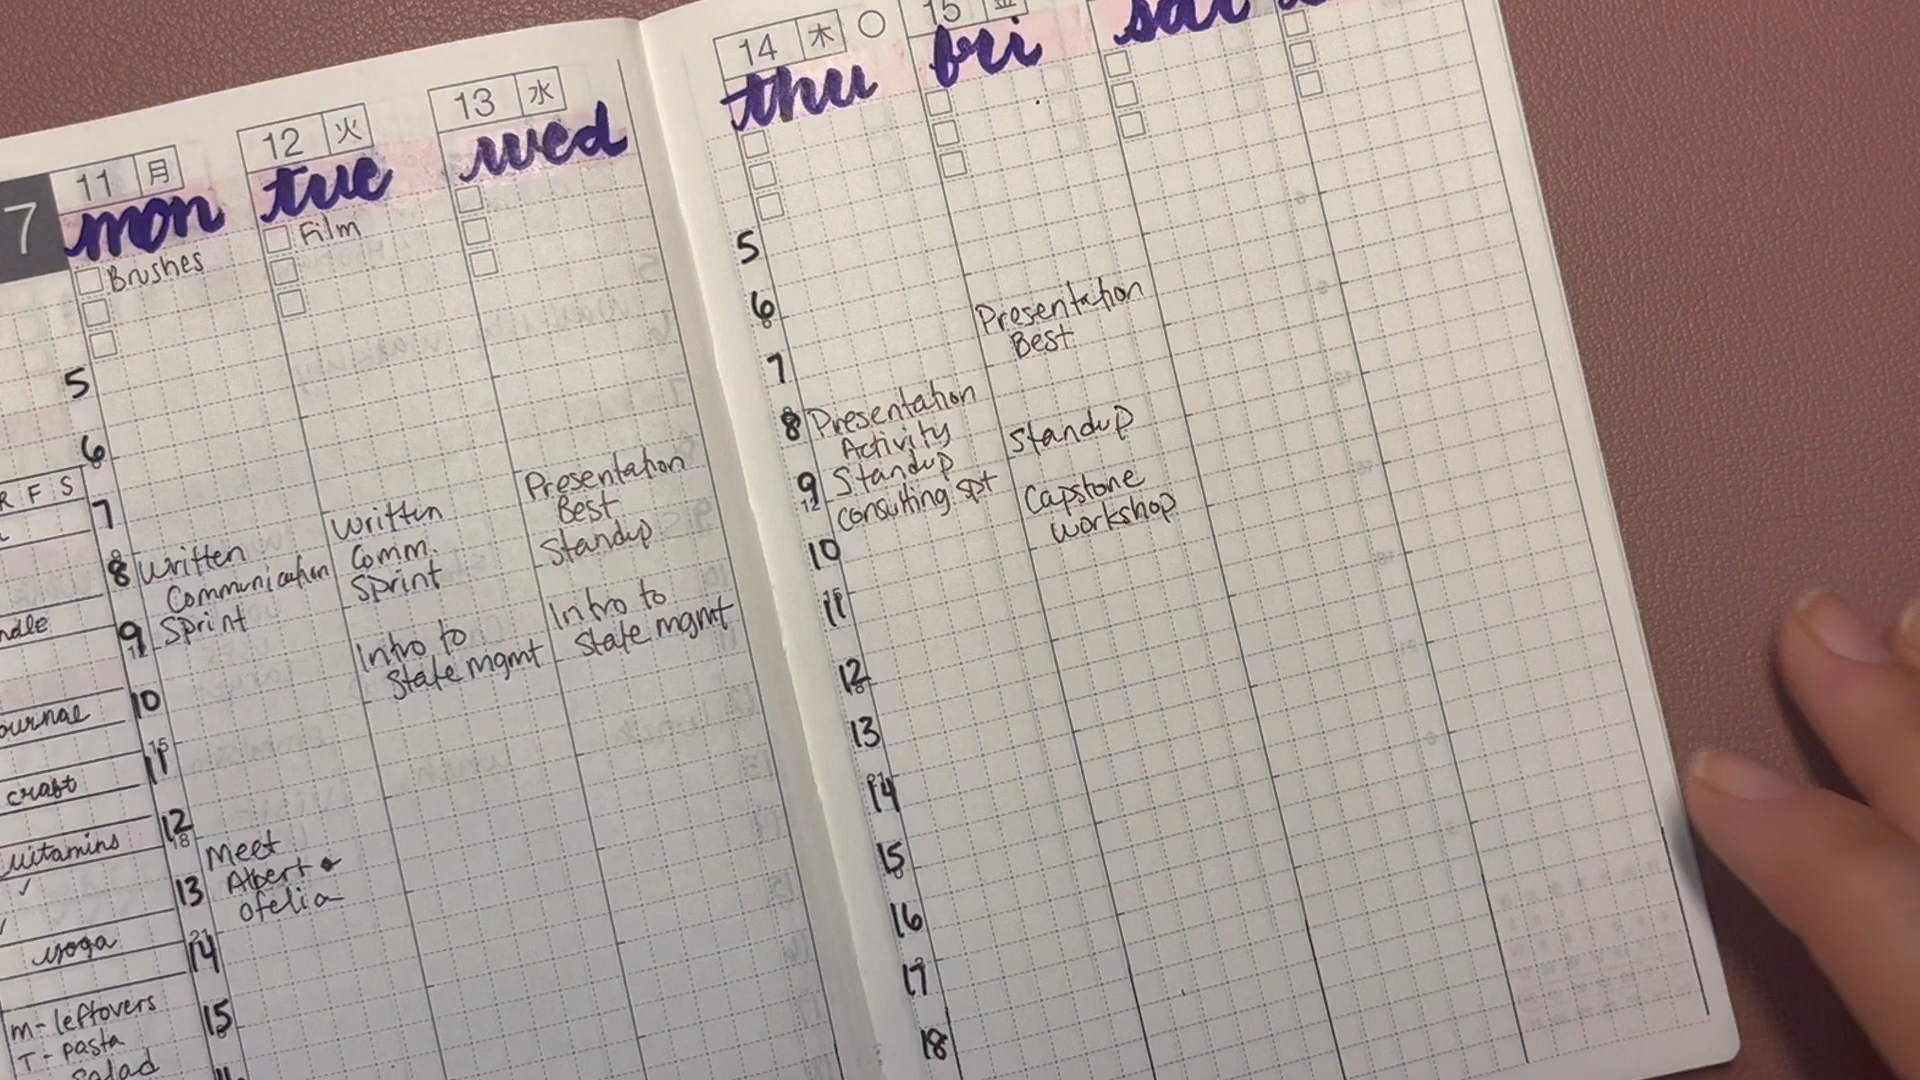 7
11 月
mon
Brushes
12 火
tue
Film
13 水
wed
5
6
7
8
9
10
11
12
13
14
15
Written
Communication
Sprint
Meet
Albert
Ofelia
Written
Comm.
Sprint
Intro to
State mgmt
Presentation
Best
Standup
Intro to
State mgmt
R F S
craft
vitamins
yoga
M- leftovers
T- pasta
salad
14 木
thu
15 金
fri
sat
5
6
7
8
9
10
11
12
13
14
15
16
17
18
Presentation
Activity
Standup
consulting spt
Presentation
Best
Standup
Capstone
workshop